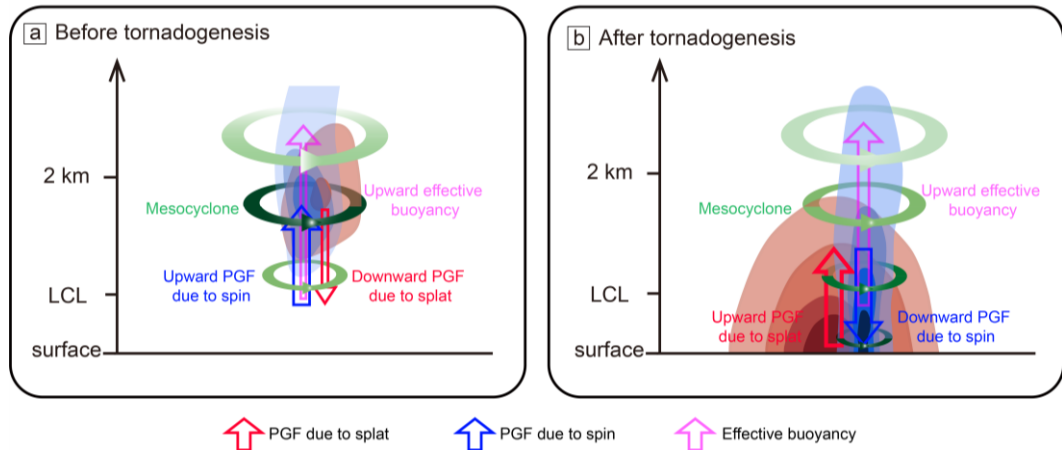 a Before tornadogenesis
2 km
Mesocyclone
Upward effective
buoyancy
Upward PGF
due to spin
Downward PGF
due to splat
LCL
surface
b After tornadogenesis
2 km
Mesocyclone
Upward effective
buoyancy
LCL
Upward PGF
due to splat
Downward PGF
due to spin
surface
PGF due to splat
PGF due to spin
Effective buoyancy